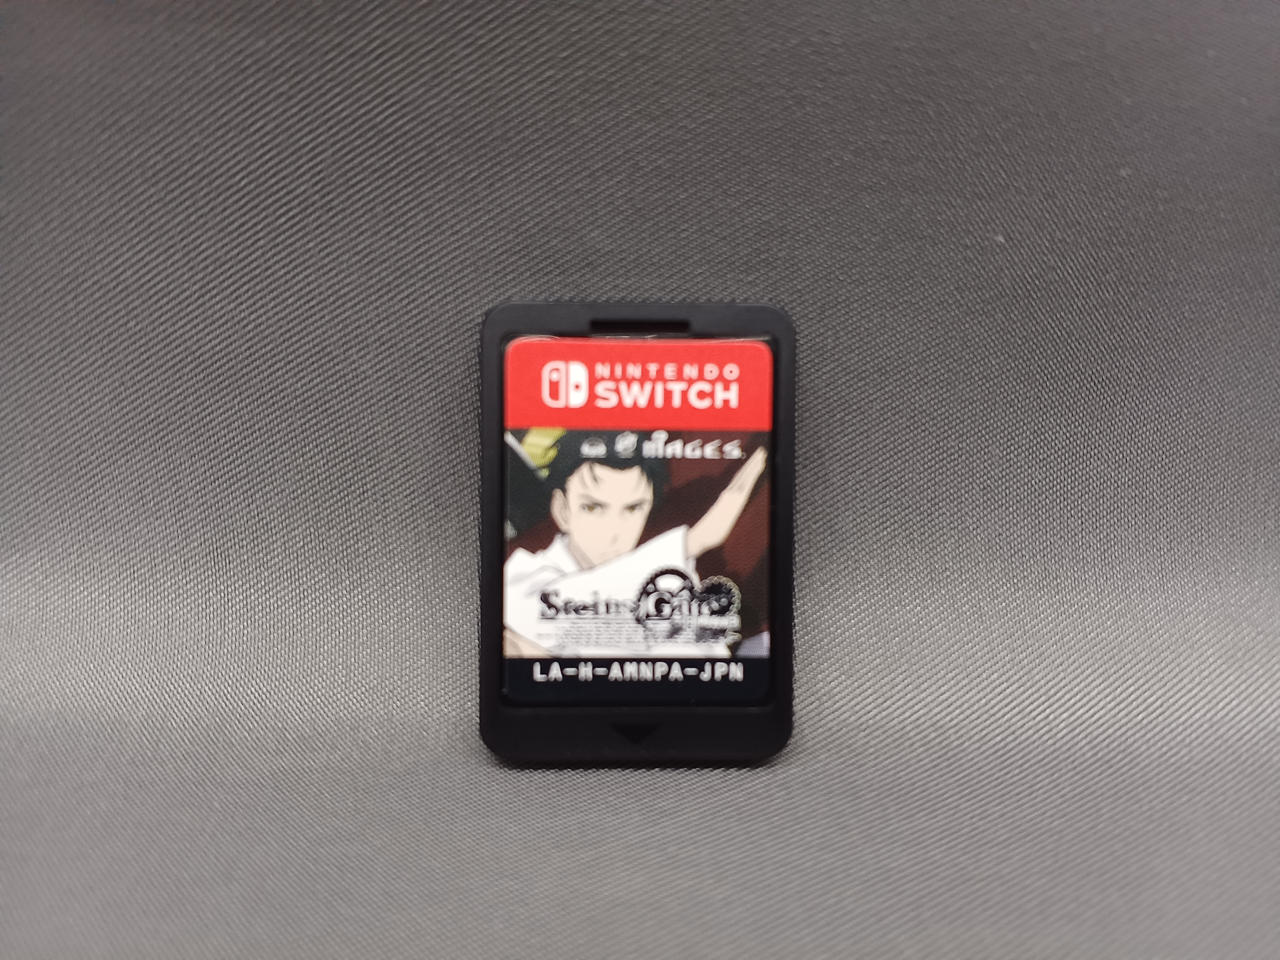 NINTENDO
SWITCH
MAGES.
Steins Gate
LA-H-AMNPA-JPN